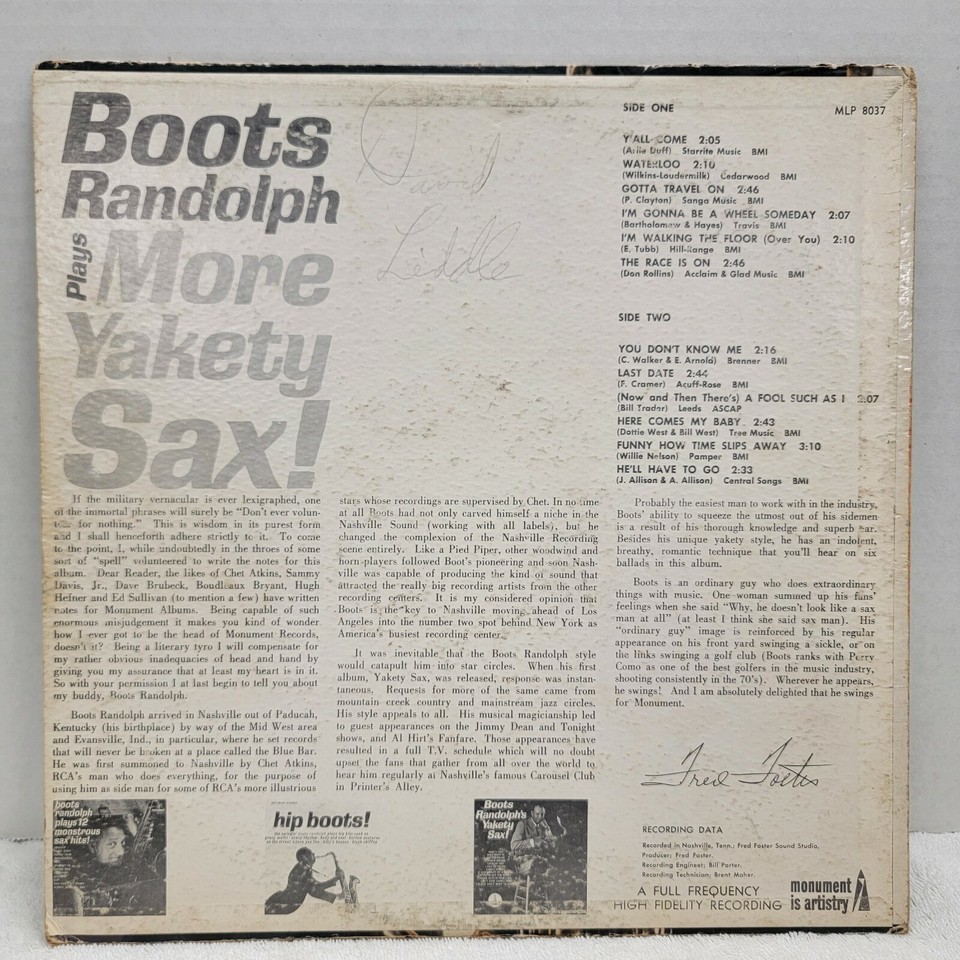 Boots
Randolph
Plays More
Yakety
Sax!
David
Leddle
SIDE ONE
MLP 8037
Y'ALL COME 2:05
(Arlie Duff) Starrite Music BMI
WATERLOO 2:10
(Wilkins-Loudermilk) Cedarwood BMI
GOTTA TRAVEL ON 2:46
(P. Clayton) Sanga Music BMI
I'M GONNA BE A WHEEL SOMEDAY 2:07
(Bartholomew & Hayes) Travis BMI
I'M WALKING THE FLOOR (Over You) 2:10
(E. Tubb) Hill-Range BMI
THE RACE IS ON 2:46
(Don Rollins) Acclaim & Glad Music BMI
SIDE TWO
YOU DON'T KNOW ME 2:16
(C. Walker & E. Arnold) Brenner BMI
LAST DATE 2:44
(F. Cramer) Acuff-Rose BMI
(Now and Then There's) A FOOL SUCH AS I 2:07
(Bill Trader) Leeds ASCAP
HERE COMES MY BABY 2:43
(Dottie West & Bill West) Tree Music BMI
FUNNY HOW TIME SLIPS AWAY 3:10
(Willie Nelson) Pamper BMI
HE'LL HAVE TO GO 2:33
(J. Allison & A. Allison) Central Songs BMI
If the military vernacular is ever lexigraphed, one
of the immortal phrases will surely be "Don't ever volun-
teer for nothing." This is wisdom in its purest form
and I shall henceforth adhere strictly to it. To come
to the point, I, while undoubtedly in the throes of some
sort of "spell" volunteered to write the notes for this
album. Dear Reader, the likes of Chet Atkins, Sammy
Davis, Jr., Dave Brubeck, Boudleaux Bryant, Hugh
Hefner and Ed Sullivan (to mention a few) have written
notes for Monument Albums. Being capable of such
enormous misjudgement it makes you kind of wonder
how I ever got to be the head of Monument Records,
doesn't it? Being a literary tyro I will compensate for
my rather obvious inadequacies of head and hand by
giving you my assurance that at least my heart is in it.
So with your permission I at last begin to tell you about
my buddy, Boots Randolph.
Boots Randolph arrived in Nashville out of Paducah,
Kentucky (his birthplace) by way of the Mid West area
and Evansville, Ind., in particular, where he set records
that will never be broken at a place called the Blue Bar.
He was first summoned to Nashville by Chet Atkins,
RCA's man who does everything, for the purpose of
using him as side man for some of RCA's more illustrious
stars whose recordings are supervised by Chet. In no time
at all Boots had not only carved himself a niche in the
Nashville Sound (working with all labels), but he
changed the complexion of the Nashville Recording
scene entirely. Like a Pied Piper, other woodwind and
horn players followed Boot's pioneering and soon Nash-
ville was capable of producing the kind of sound that
attracted the really big recording artists from the other
recording centers. It is my considered opinion that
Boots is the key to Nashville moving ahead of Los
Angeles into the number two spot behind New York as
America's busiest recording center.
It was inevitable that the Boots Randolph style
would catapult him into star circles. When his first
album, Yakety Sax, was released, response was instan-
taneous. Requests for more of the same came from
mountain creek country and mainstream jazz circles.
His style appeals to all. His musical magicianship led
to guest appearances on the Jimmy Dean and Tonight
shows, and Al Hirt's Fanfare. Those appearances have
resulted in a full T.V. schedule which will no doubt
upset the fans that gather from all over the world to
hear him regularly at Nashville's famous Carousel Club
in Printer's Alley.
Probably the easiest man to work with in the industry,
Boots' ability to squeeze the utmost out of his sidemen
is a result of his thorough knowledge and superb ear.
Besides his unique yakety style, he has an indolent,
breathy, romantic technique that you'll hear on six
ballads in this album.
Boots is an ordinary guy who does extraordinary
things with music. One woman summed up his fans'
feelings when she said "Why, he doesn't look like a sax
man at all" (at least I think she said sax man). His
"ordinary guy" image is reinforced by his regular
appearance on his front yard swinging a sickle, or on
the links swinging a golf club (Boots ranks with Perry
Como as one of the best golfers in the music industry,
shooting consistently in the 70's). Wherever he appears,
he swings! And I am absolutely delighted that he swings
for Monument.
Fred Foster
boots
randolph
plays 12
monstrous
sax hits!
hip boots!
Boots
Randolph's
Yakety
Sax!
RECORDING DATA
Recorded in Nashville, Tenn.; Fred Foster Sound Studio.
Producer; Fred Foster.
Recording Engineer; Bill Porter.
Recording Technician; Brent Maher.
A FULL FREQUENCY
HIGH FIDELITY RECORDING
monument
is artistry